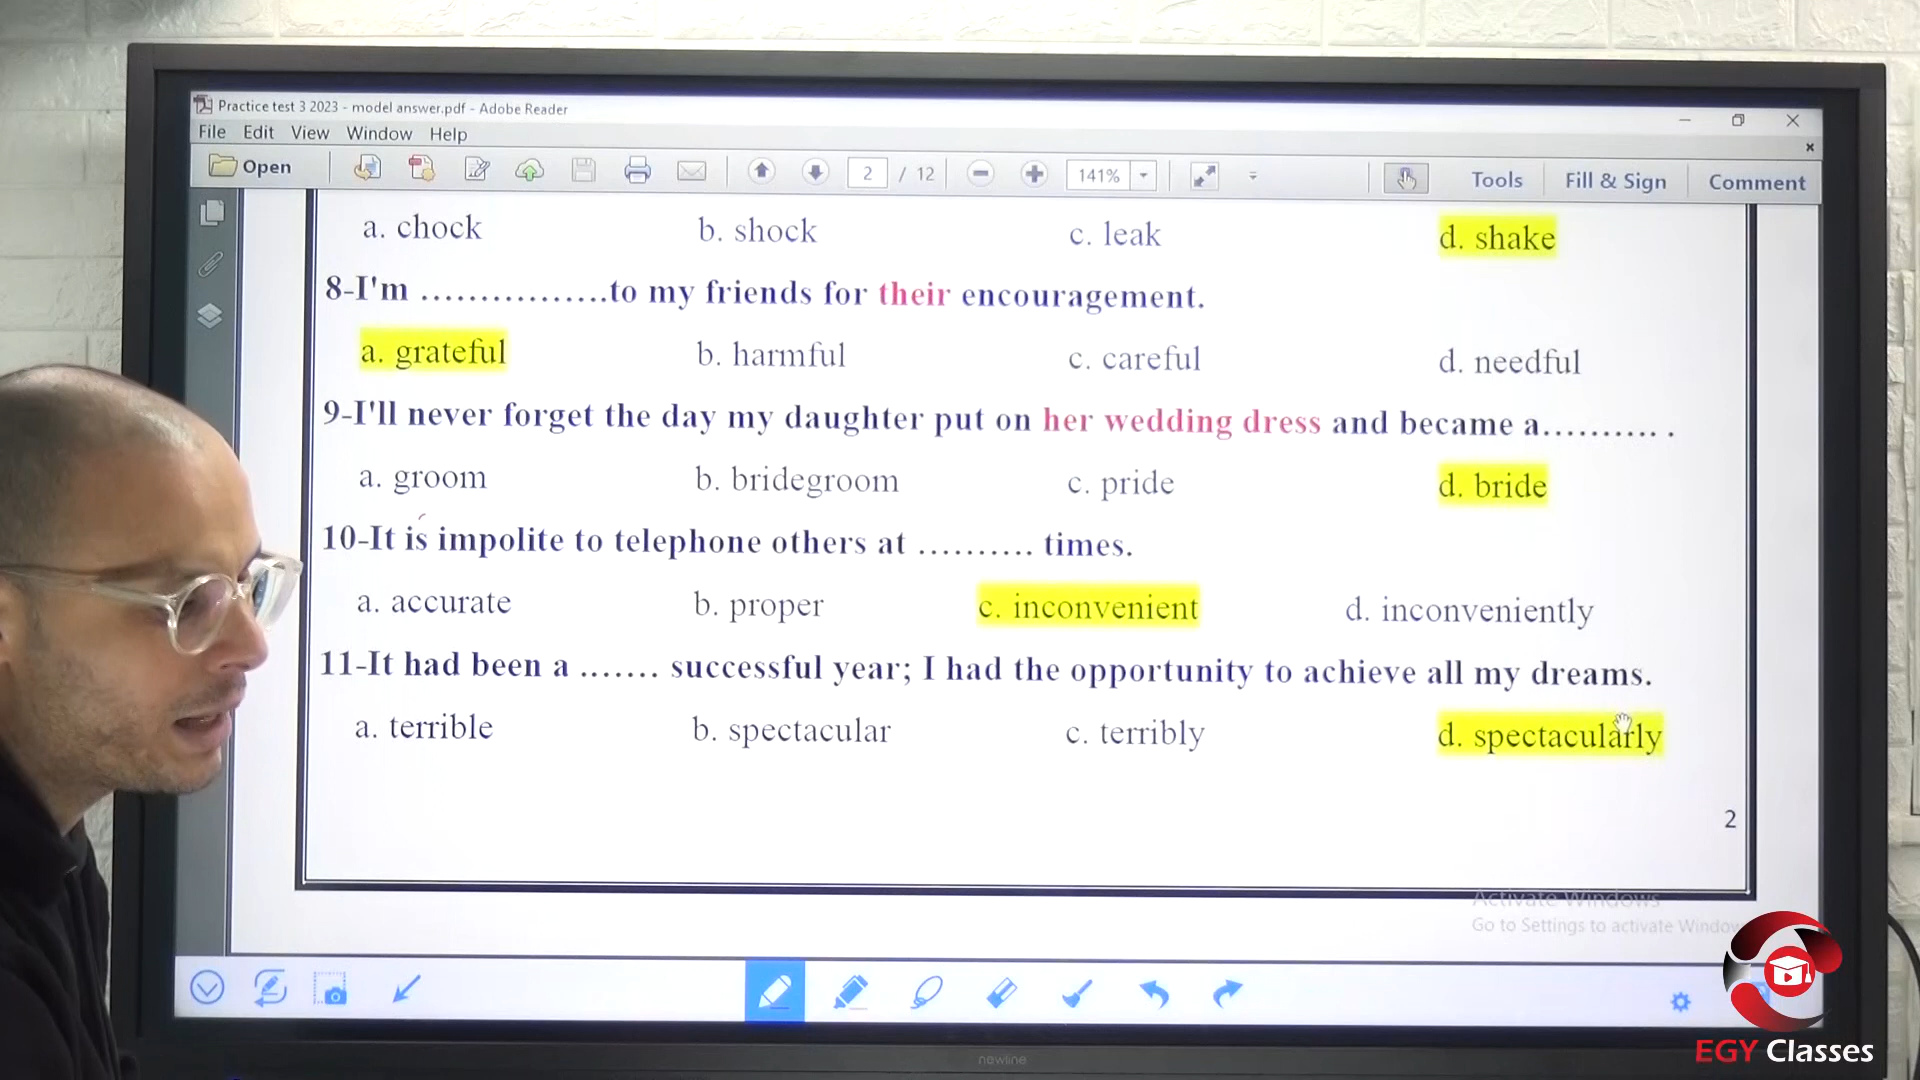 Practice test 3 2023 - model answer.pdf - Adobe Reader
File Edit View Window Help
Open 2 / 12 141% Tools Fill & Sign Comment
a. chock b. shock c. leak d. shake
8-I'm ................to my friends for their encouragement.
a. grateful b. harmful c. careful d. needful
9-I'll never forget the day my daughter put on her wedding dress and became a.......... .
a. groom b. bridegroom c. pride d. bride
10-It is impolite to telephone others at .......... times.
a. accurate b. proper c. inconvenient d. inconveniently
11-It had been a ....... successful year; I had the opportunity to achieve all my dreams.
a. terrible b. spectacular c. terribly d. spectacularly
2
Activate Windows
Go to Settings to activate Window
EGY Classes
newline